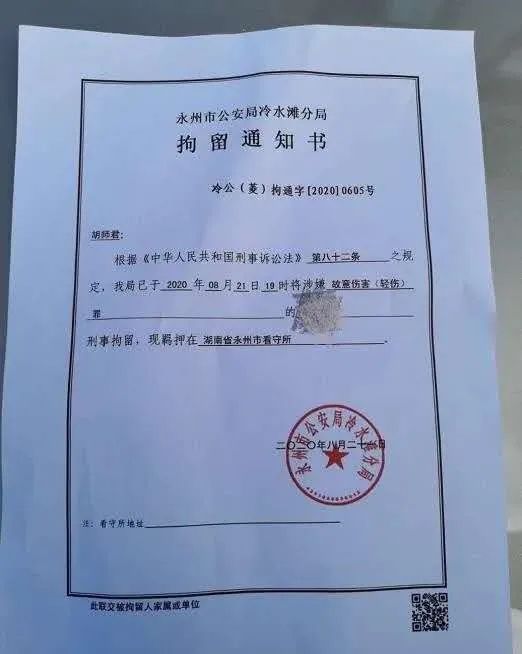 永州市公安局冷水滩分局
拘留通知书
冷公(菱)拘通字[2020]0605号
胡师君:
根据《中华人民共和国刑事诉讼法》第八十二条之规
定,我局已于2020年08月21日19时将涉嫌故意伤害(轻伤)
罪的
刑事拘留,现羁押在湖南省永州市看守所。
二〇二〇年八月二十 日
永州市公安局冷水滩分局
注:看守所地址
此联交被拘留人家属或单位